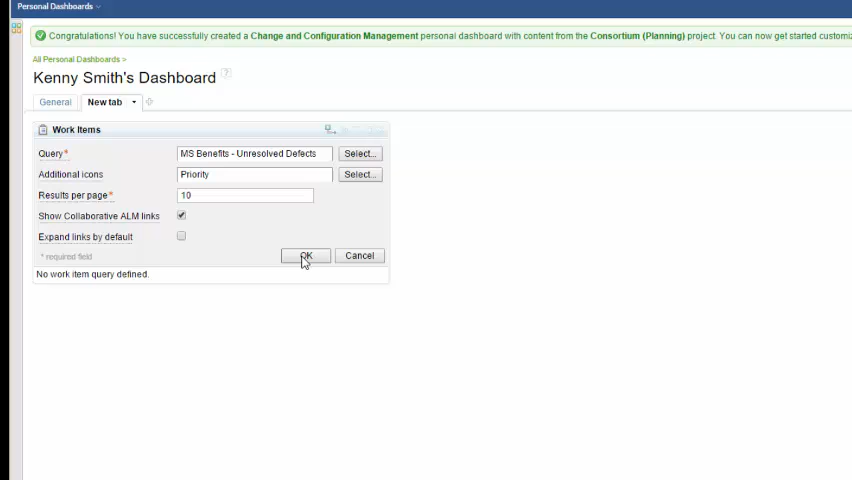 Personal Dashboards
Congratulations! You have successfully created a Change and Configuration Management personal dashboard with content from the Consortium (Planning) project. You can now get started customiz
All Personal Dashboards >
Kenny Smith's Dashboard ?
General New tab
Work Items
Query* MS Benefits - Unresolved Defects Select...
Additional icons Priority Select...
Results per page* 10
Show Collaborative ALM links
Expand links by default
* required field OK Cancel
No work item query defined.